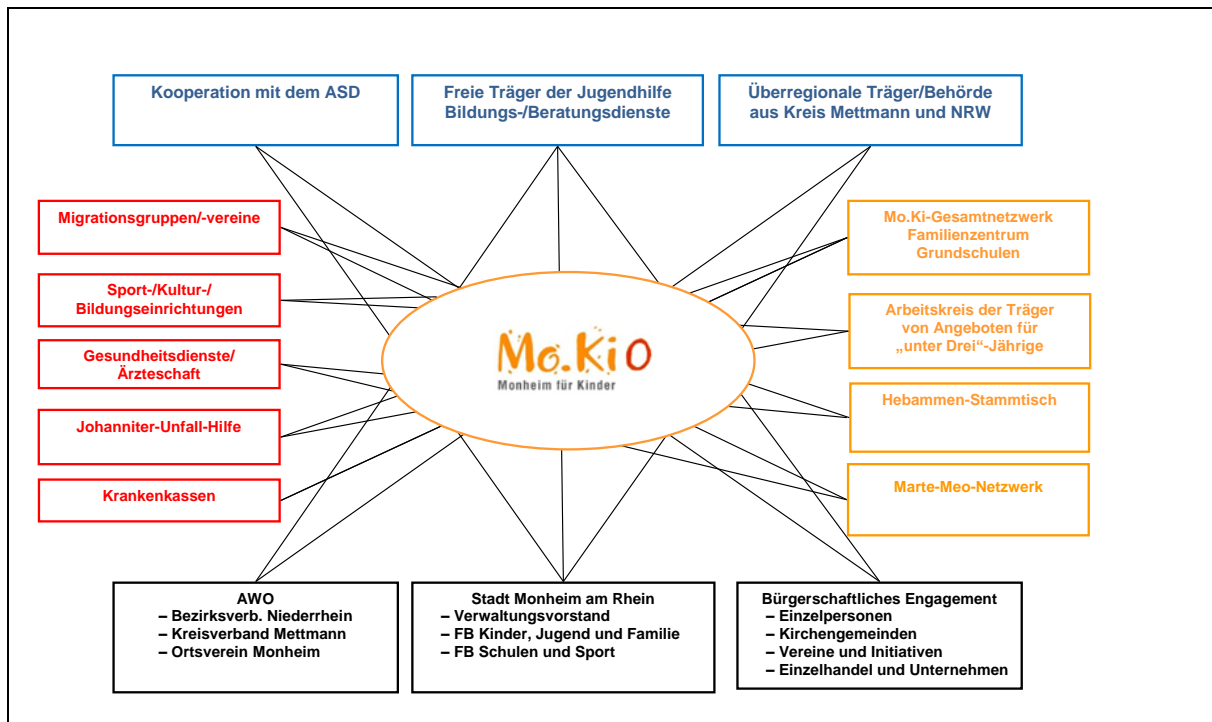 Kooperation mit dem ASD
Freie Träger der Jugendhilfe
Bildungs-/Beratungsdienste
Überregionale Träger/Behörde
aus Kreis Mettmann und NRW
Migrationsgruppen/-vereine
Sport-/Kultur-/
Bildungseinrichtungen
Gesundheitsdienste/
Ärzteschaft
Johanniter-Unfall-Hilfe
Krankenkassen
Mo.Ki 0
Monheim für Kinder
Mo.Ki-Gesamtnetzwerk
Familienzentrum
Grundschulen
Arbeitskreis der Träger
von Angeboten für
„unter Drei“-Jährige
Hebammen-Stammtisch
Marte-Meo-Netzwerk
AWO
– Bezirksverb. Niederrhein
– Kreisverband Mettmann
– Ortsverein Monheim
Stadt Monheim am Rhein
– Verwaltungsvorstand
– FB Kinder, Jugend und Familie
– FB Schulen und Sport
Bürgerschaftliches Engagement
– Einzelpersonen
– Kirchengemeinden
– Vereine und Initiativen
– Einzelhandel und Unternehmen